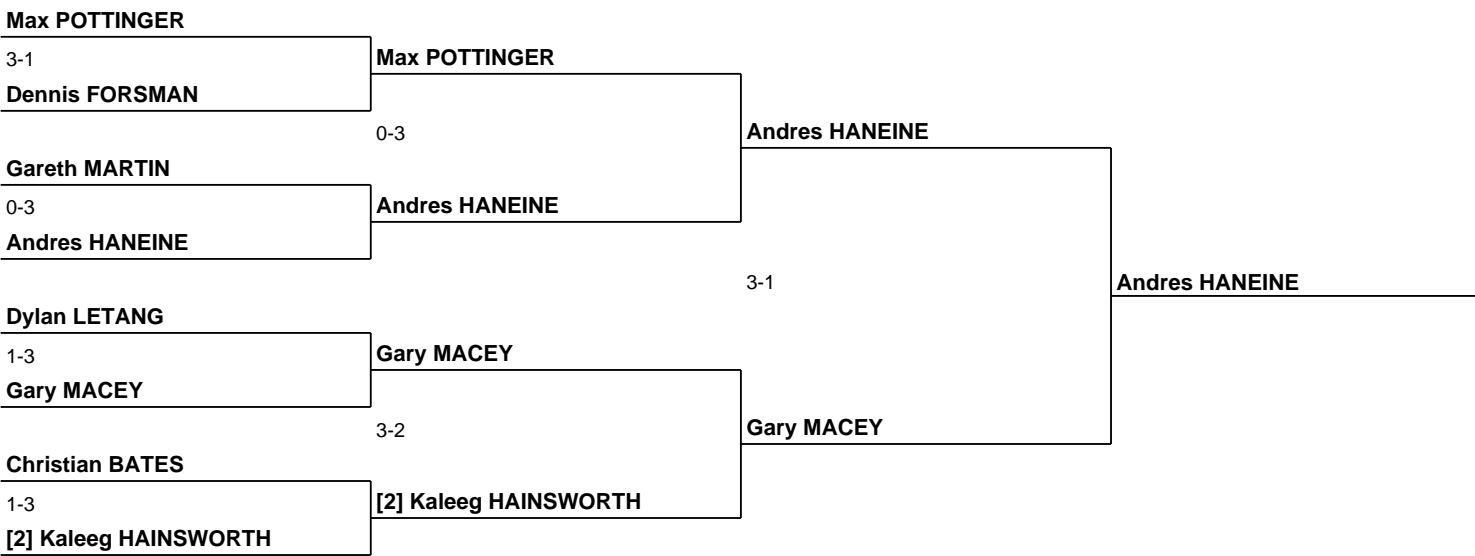 Max POTTINGER
3-1
Max POTTINGER
Dennis FORSMAN
0-3
Andres HANEINE
Gareth MARTIN
0-3
Andres HANEINE
Andres HANEINE
3-1
Andres HANEINE
Dylan LETANG
1-3
Gary MACEY
Gary MACEY
3-2
Gary MACEY
Christian BATES
1-3
[2] Kaleeg HAINSWORTH
[2] Kaleeg HAINSWORTH